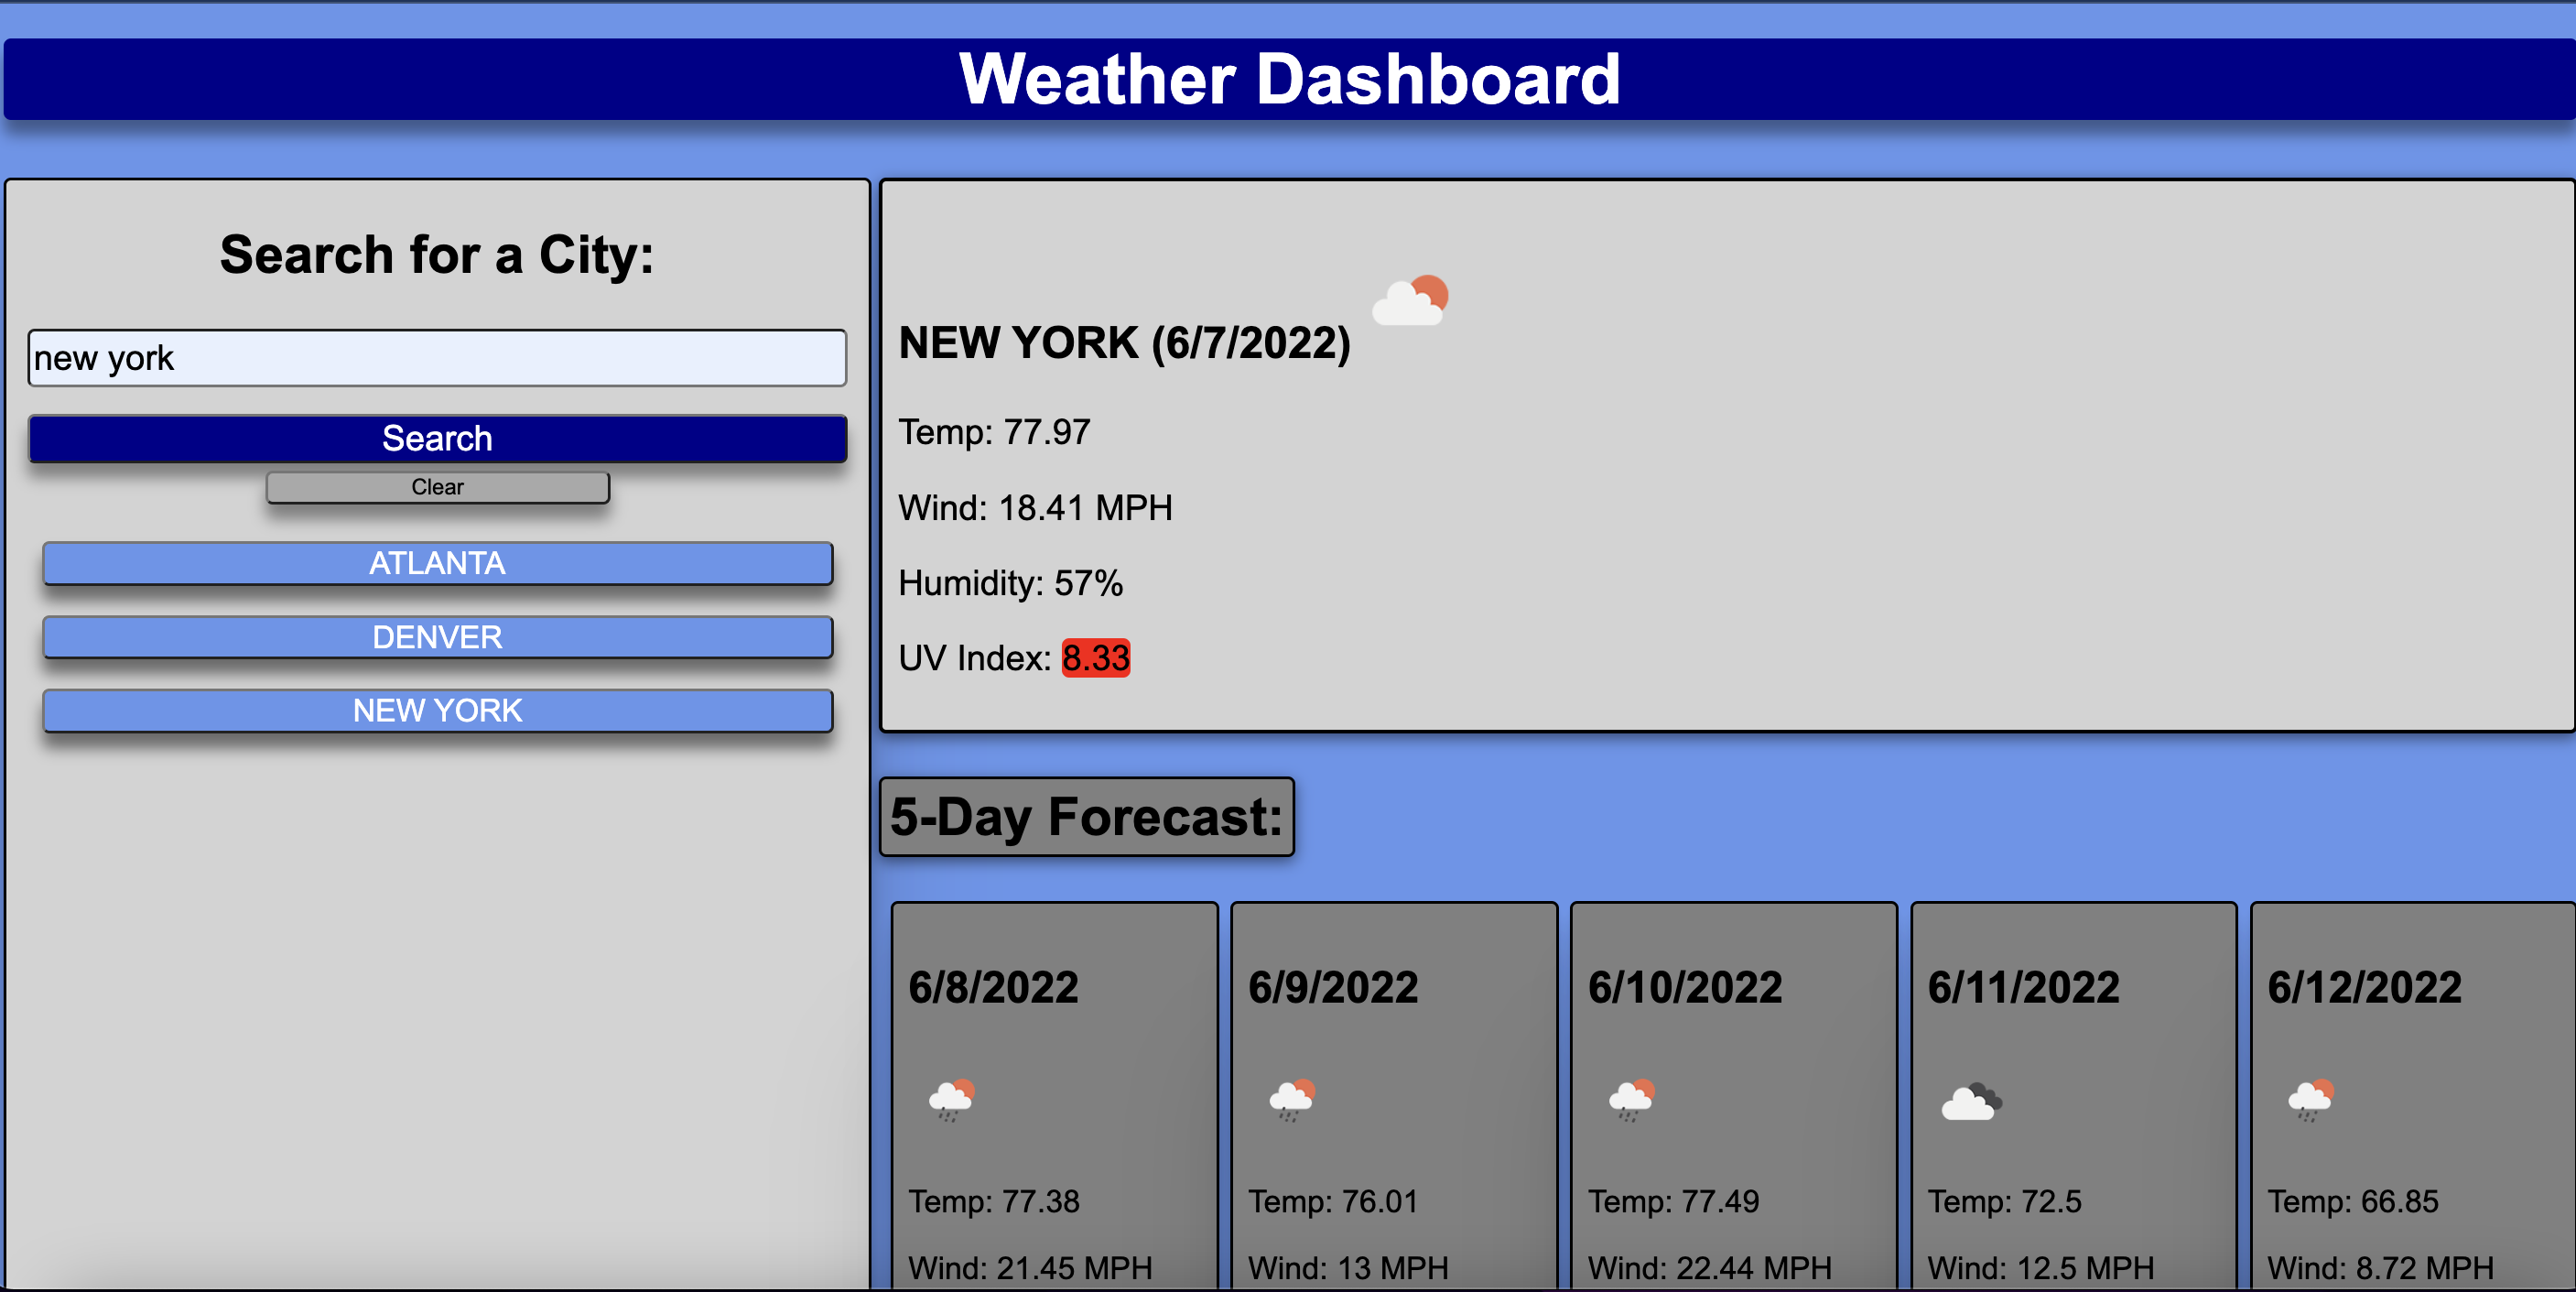 Weather Dashboard
Search for a City:
new york
Search
Clear
ATLANTA
DENVER
NEW YORK
NEW YORK (6/7/2022)
Temp: 77.97
Wind: 18.41 MPH
Humidity: 57%
UV Index: 8.33
5-Day Forecast:
6/8/2022
Temp: 77.38
Wind: 21.45 MPH
6/9/2022
Temp: 76.01
Wind: 13 MPH
6/10/2022
Temp: 77.49
Wind: 22.44 MPH
6/11/2022
Temp: 72.5
Wind: 12.5 MPH
6/12/2022
Temp: 66.85
Wind: 8.72 MPH